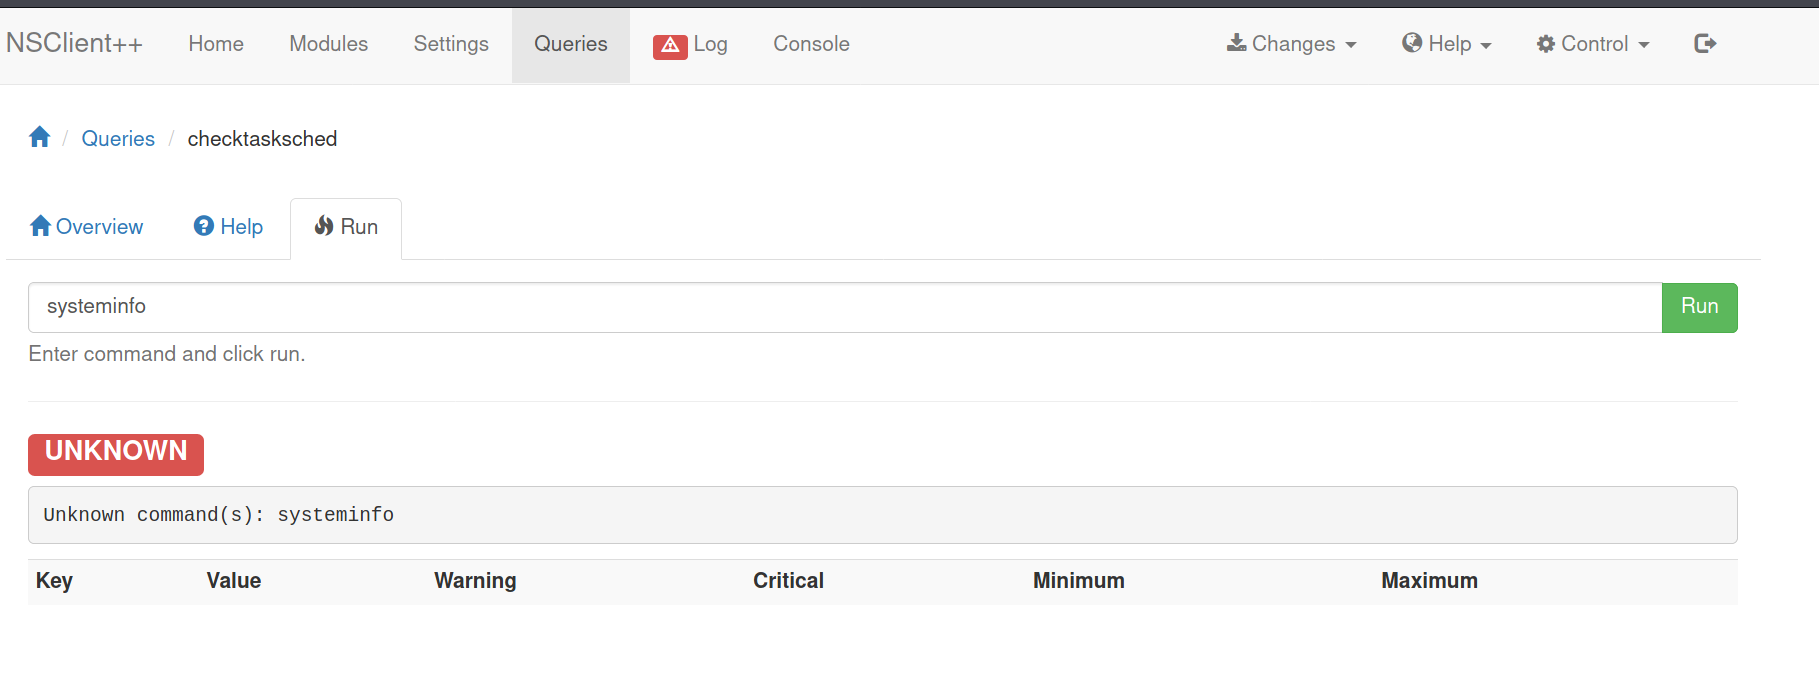 NSClient++ Home Modules Settings Queries Log Console Changes Help Control
/ Queries / checktasksched
Overview Help Run
systeminfo Run
Enter command and click run.
UNKNOWN
Unknown command(s): systeminfo
Key Value Warning Critical Minimum Maximum